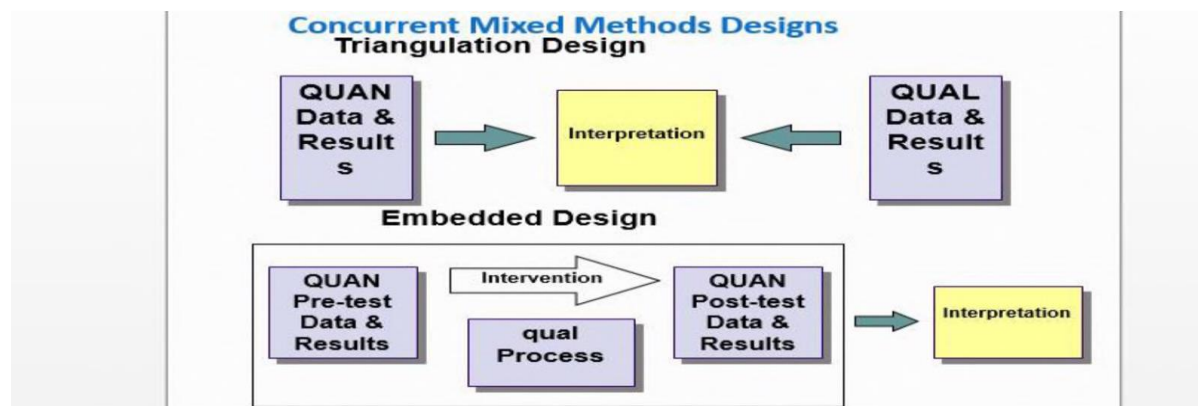 Concurrent Mixed Methods Designs
Triangulation Design
QUAN
Data &
Result
s
Interpretation
QUAL
Data &
Result
s
Embedded Design
QUAN
Pre-test
Data &
Results
Intervention
qual
Process
QUAN
Post-test
Data &
Results
Interpretation